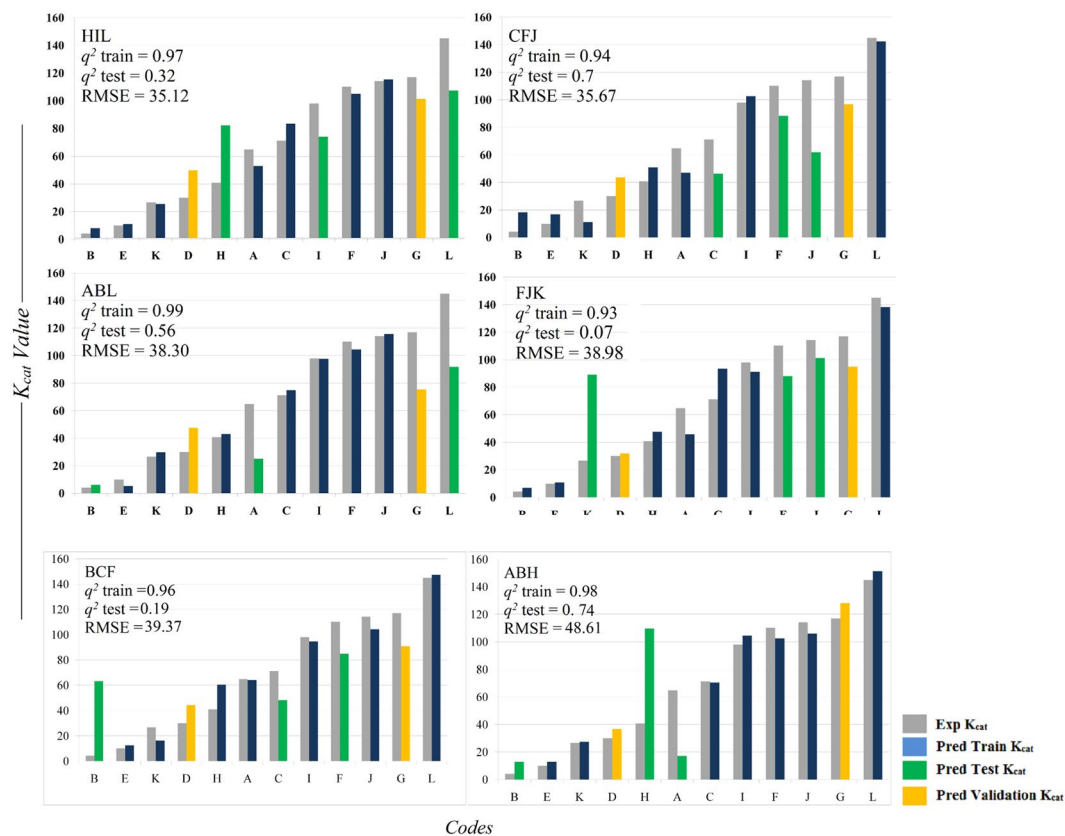 HIL
q² train = 0.97
q² test = 0.32
RMSE = 35.12
160
140
120
100
80
60
40
20
0
B E K D H A C I F J G L
CFJ
q² train = 0.94
q² test = 0.7
RMSE = 35.67
160
140
120
100
80
60
40
20
0
B E K D H A C I F J G L
ABL
q² train = 0.99
q² test = 0.56
RMSE = 38.30
160
140
120
100
80
60
40
20
0
B E K D H A C I F J G L
FJK
q² train = 0.93
q² test = 0.07
RMSE = 38.98
160
140
120
100
80
60
40
20
0
K D H A
BCF
q² train =0.96
q² test =0.19
RMSE =39.37
160
140
120
100
80
60
40
20
0
B E K D H A C I F J G L
ABH
q² train = 0.98
q² test = 0. 74
RMSE = 48.61
160
140
120
100
80
60
40
20
0
B E K D H A C I F J G L
K_cat Value
Codes
Exp K_cat
Pred Train K_cat
Pred Test K_cat
Pred Validation K_cat